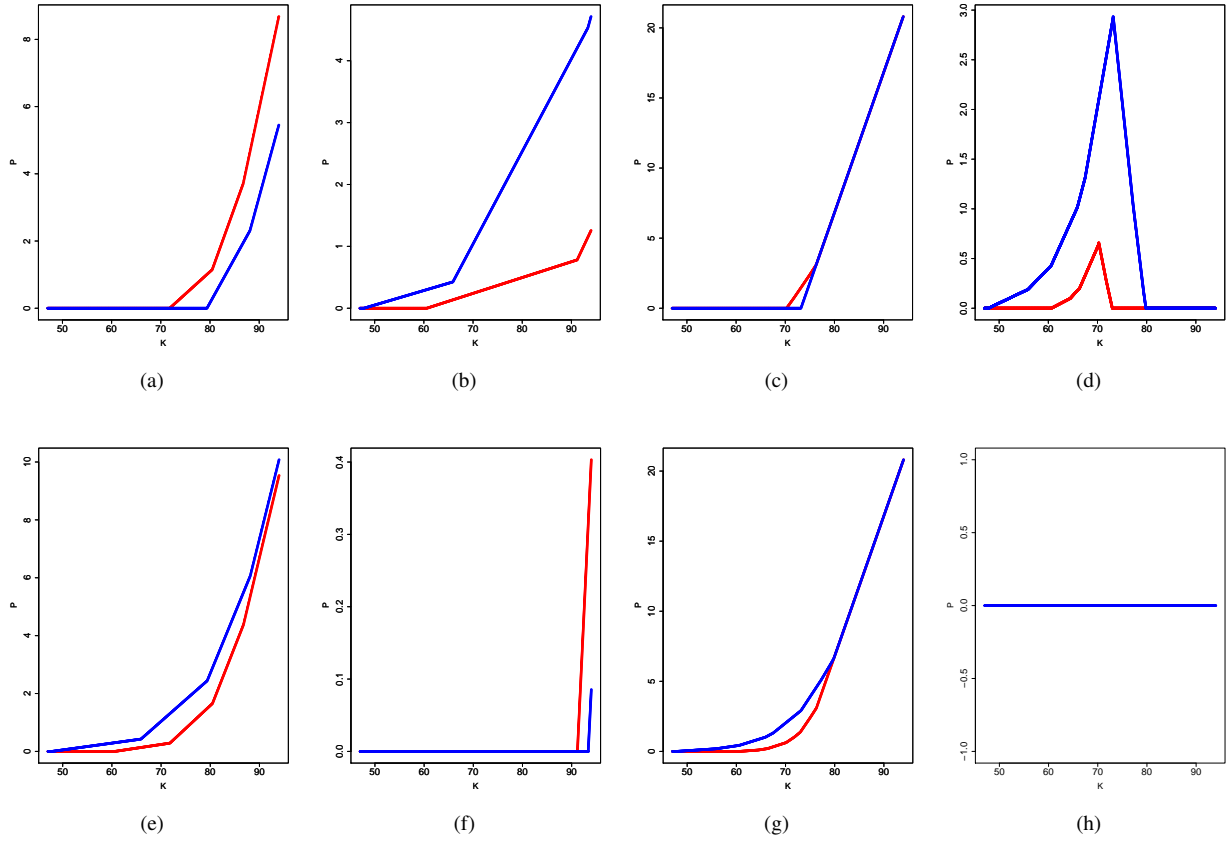 0 2 4 6 8
P
50 60 70 80 90
K
(a)
0 1 2 3 4
P
50 60 70 80 90
K
(b)
0 5 10 15 20
P
50 60 70 80 90
K
(c)
0.0 0.5 1.0 1.5 2.0 2.5 3.0
P
50 60 70 80 90
K
(d)
0 2 4 6 8 10
P
50 60 70 80 90
K
(e)
0.0 0.1 0.2 0.3 0.4
P
50 60 70 80 90
K
(f)
0 5 10 15 20
P
50 60 70 80 90
K
(g)
−1.0 −0.5 0.0 0.5 1.0
P
50 60 70 80 90
K
(h)